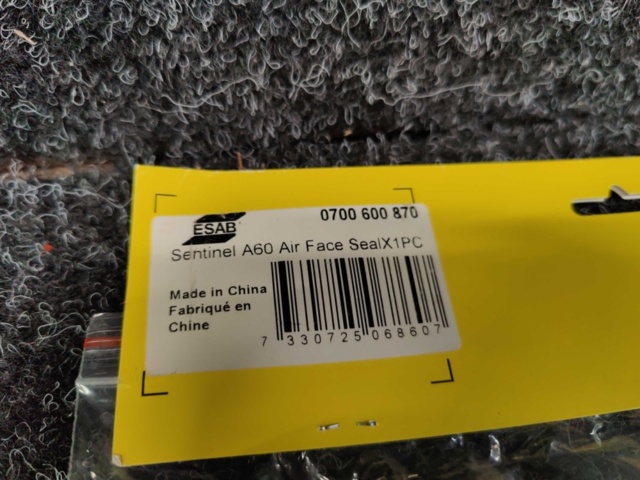 ESAB
0700 600 870
Sentinel A60 Air Face SealX1PC
Made in China
Fabriqué en
Chine
7 330725 068607